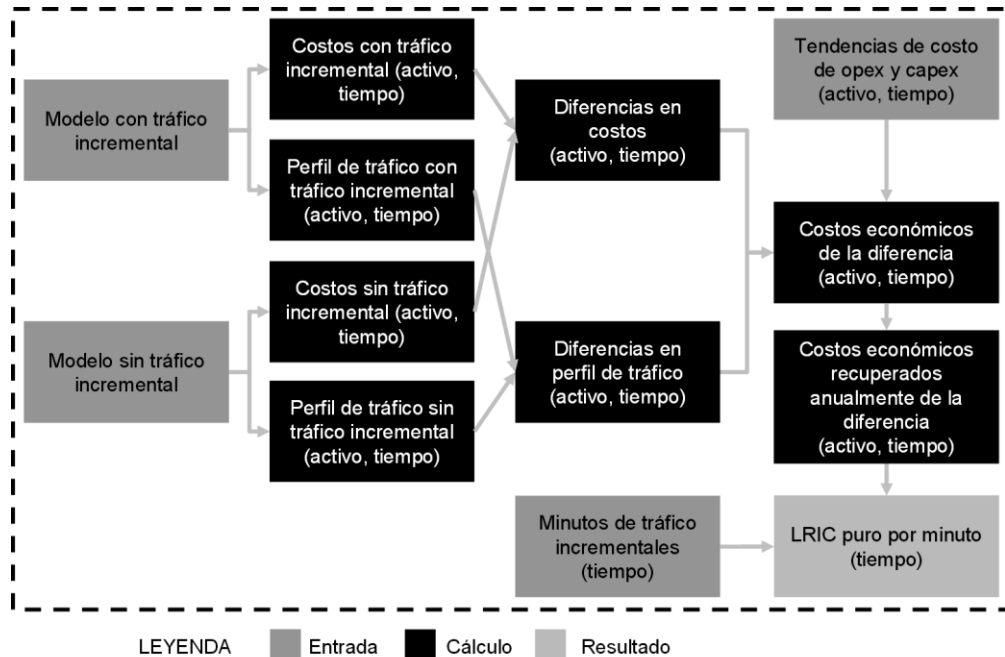 Modelo con tráfico
incremental
Modelo sin tráfico
incremental
Costos con tráfico
incremental (activo,
tiempo)
Perfil de tráfico con
tráfico incremental
(activo, tiempo)
Costos sin tráfico
incremental (activo,
tiempo)
Perfil de tráfico sin
tráfico incremental
(activo, tiempo)
Diferencias en
costos
(activo, tiempo)
Diferencias en
perfil de tráfico
(activo, tiempo)
Minutos de tráfico
incrementales
(tiempo)
Tendencias de costo
de opex y capex
(activo, tiempo)
Costos económicos
de la diferencia
(activo, tiempo)
Costos económicos
recuperados
anualmente de la
diferencia
(activo, tiempo)
LRIC puro por minuto
(tiempo)
LEYENDA
Entrada
Cálculo
Resultado